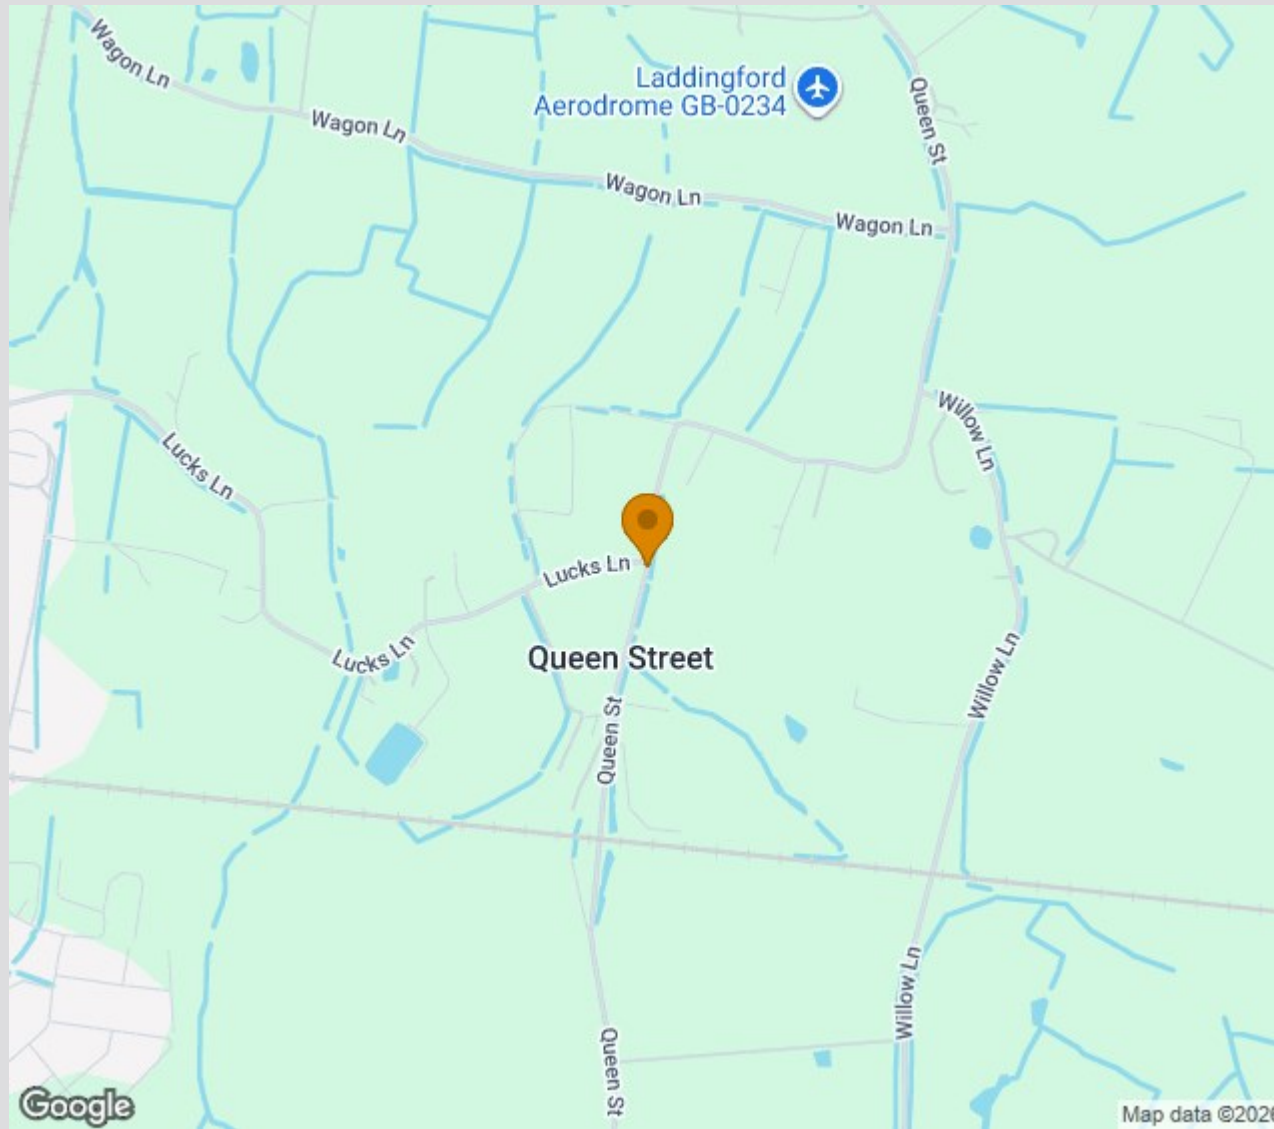 Wagon Ln
Laddingford
Aerodrome GB-0234
Queen St
Wagon Ln
Wagon Ln
Wagon Ln
Willow Ln
Lucks Ln
Lucks Ln
Lucks Ln
Queen Street
Willow Ln
Queen St
Willow Ln
Queen St
Google
Map data ©2026